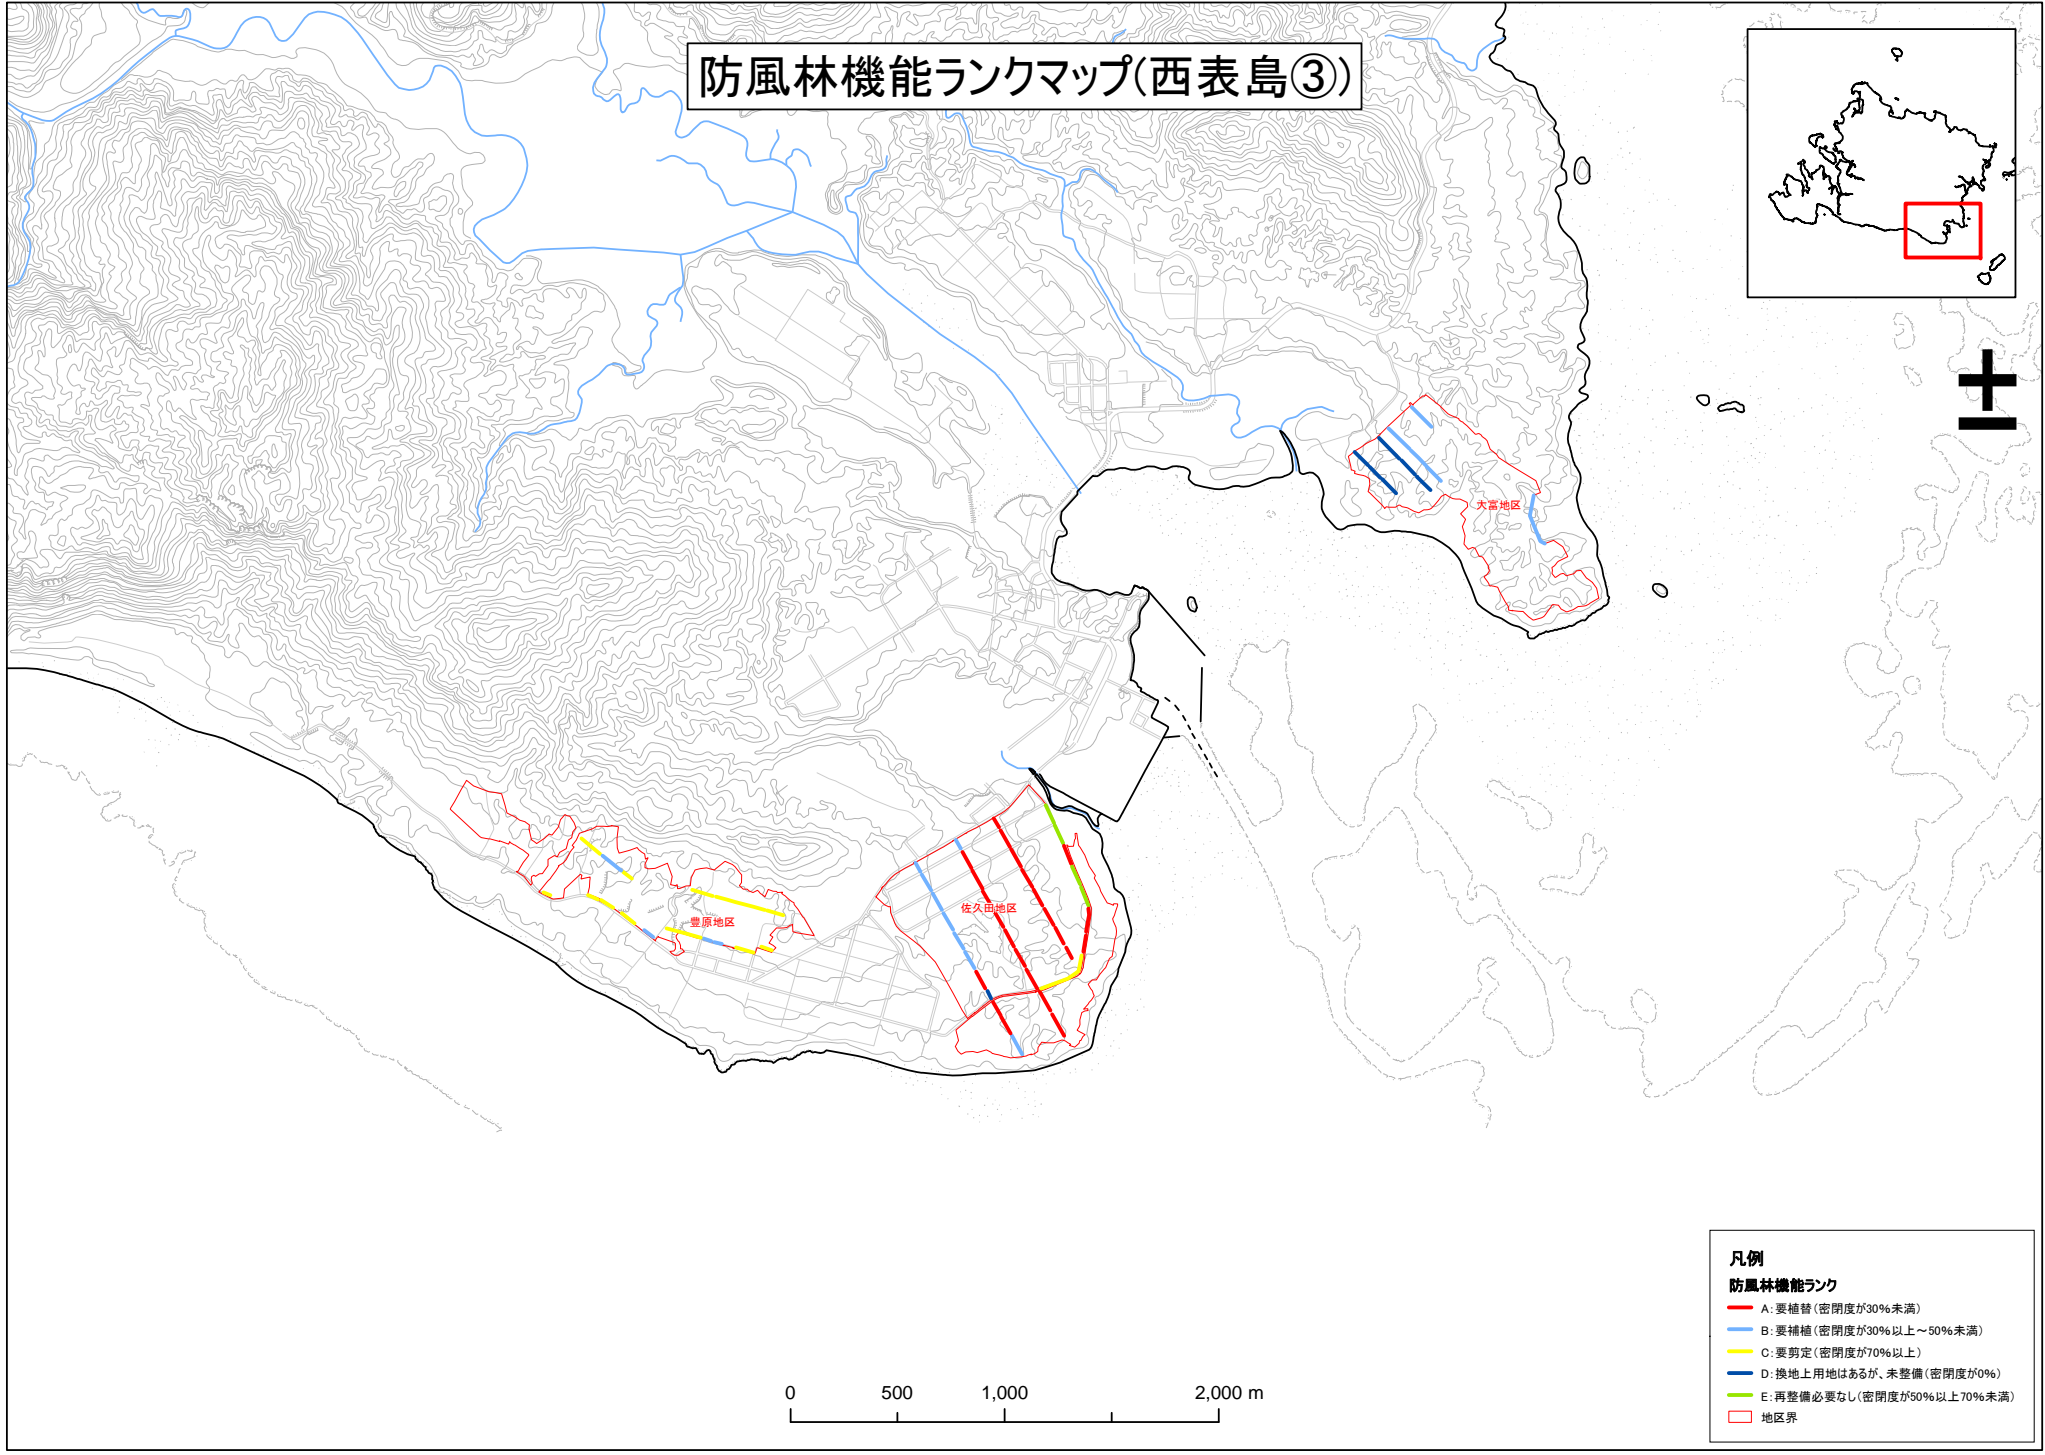 防風林機能ランクマップ(西表島③)
大富地区
豊原地区
佐久田地区
凡例
防風林機能ランク
A:要植替(密閉度が30%未満)
B:要補植(密閉度が30%以上～50%未満)
C:要剪定(密閉度が70%以上)
D:換地上用地はあるが、未整備(密閉度が0%)
E:再整備必要なし(密閉度が50%以上70%未満)
地区界
0 500 1,000 2,000 m